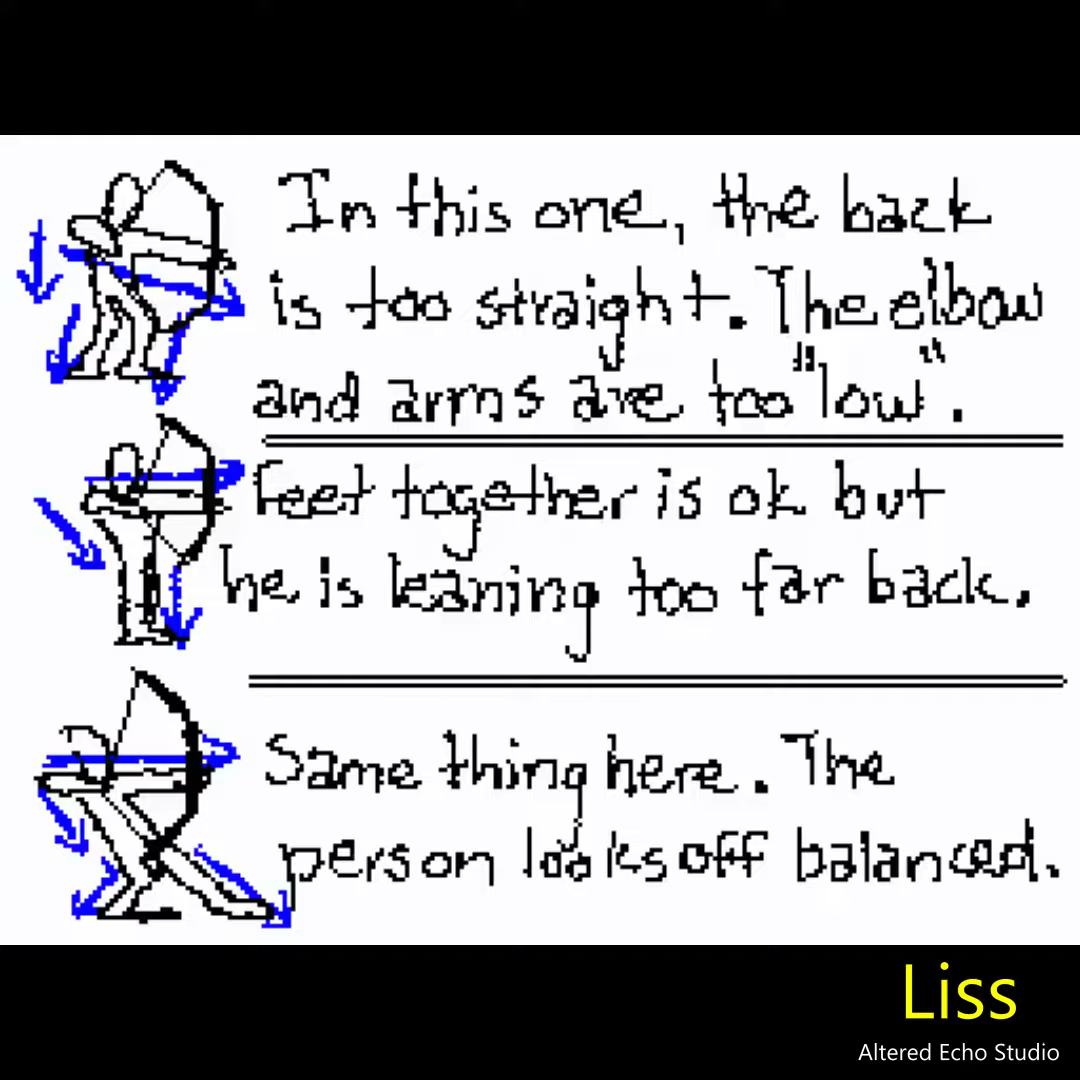 In this one, the back
is too straight. The elbow
and arms are too "low".
Feet together is ok but
he is leaning too far back.
Same thing here. The
person looks off balanced.
Liss
Altered Echo Studio